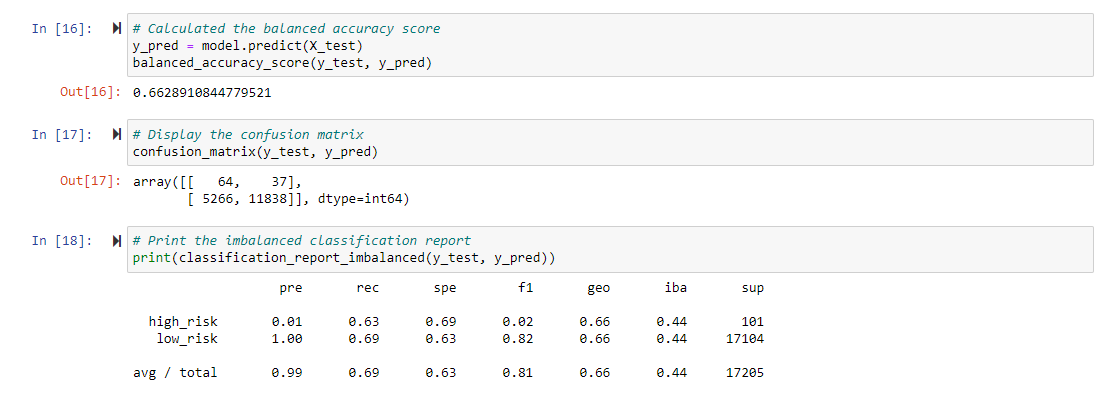 In [16]: # Calculated the balanced accuracy score
y_pred = model.predict(X_test)
balanced_accuracy_score(y_test, y_pred)
Out[16]: 0.6628910844779521
In [17]: # Display the confusion matrix
confusion_matrix(y_test, y_pred)
Out[17]: array([[   64,    37],
       [ 5266, 11838]], dtype=int64)
In [18]: # Print the imbalanced classification report
print(classification_report_imbalanced(y_test, y_pred))
                   pre       rec       spe        f1       geo       iba       sup
  high_risk       0.01      0.63      0.69      0.02      0.66      0.44       101
   low_risk       1.00      0.69      0.63      0.82      0.66      0.44     17104
avg / total       0.99      0.69      0.63      0.81      0.66      0.44     17205